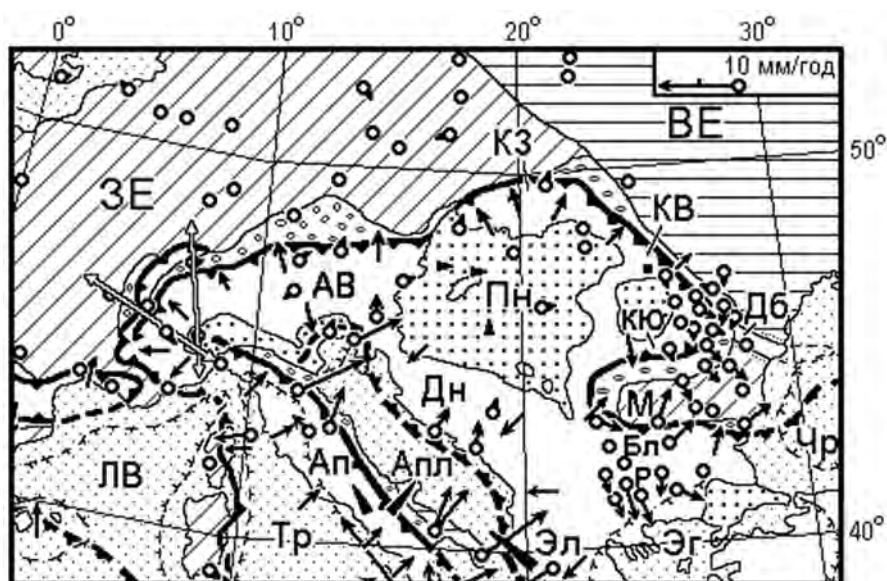 0° 10° 20° 30°
10 мм/год
ВЕ
КЗ
50°
ЗЕ
КВ
АВ
Пн
Дб
КЮ
Дн
М
Чр
ЛВ
Ап
Апл
Бл
Р
Тр
Эл
Эг
40°